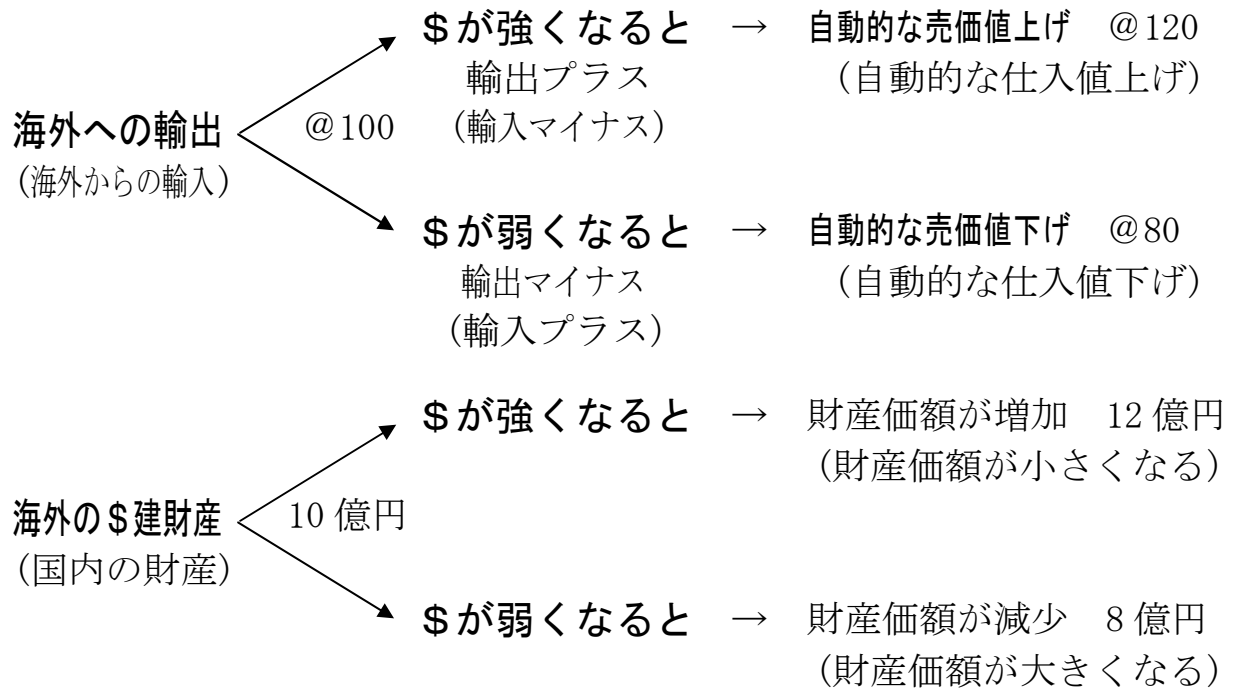 ＄が強くなると → 自動的な売価値上げ ＠120
輸出プラス （自動的な仕入値上げ）
海外への輸出 ＠100 （輸入マイナス）
（海外からの輸入）
＄が弱くなると → 自動的な売価値下げ ＠80
輸出マイナス （自動的な仕入値下げ）
（輸入プラス）
＄が強くなると → 財産価額が増加 12 億円
（財産価額が小さくなる）
海外の＄建財産 10 億円
（国内の財産）
＄が弱くなると → 財産価額が減少 8 億円
（財産価額が大きくなる）